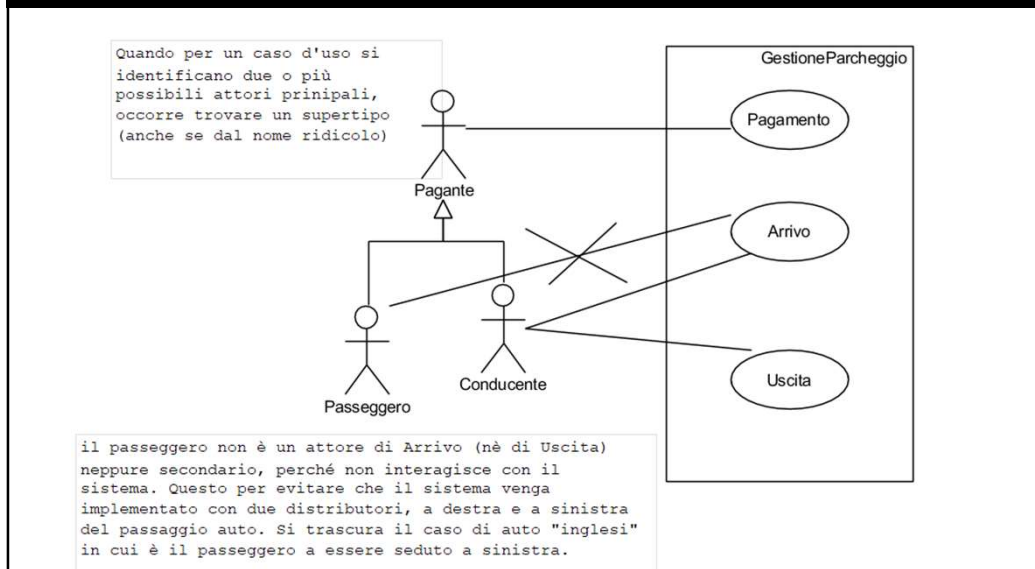 Quando per un caso d'uso si
identificano due o più
possibili attori prinipali,
occorre trovare un supertipo
(anche se dal nome ridicolo)
GestioneParcheggio
Pagamento
Pagante
Arrivo
Conducente
Uscita
Passeggero
il passeggero non è un attore di Arrivo (nè di Uscita)
neppure secondario, perché non interagisce con il
sistema. Questo per evitare che il sistema venga
implementato con due distributori, a destra e a sinistra
del passaggio auto. Si trascura il caso di auto "inglesi"
in cui è il passeggero a essere seduto a sinistra.